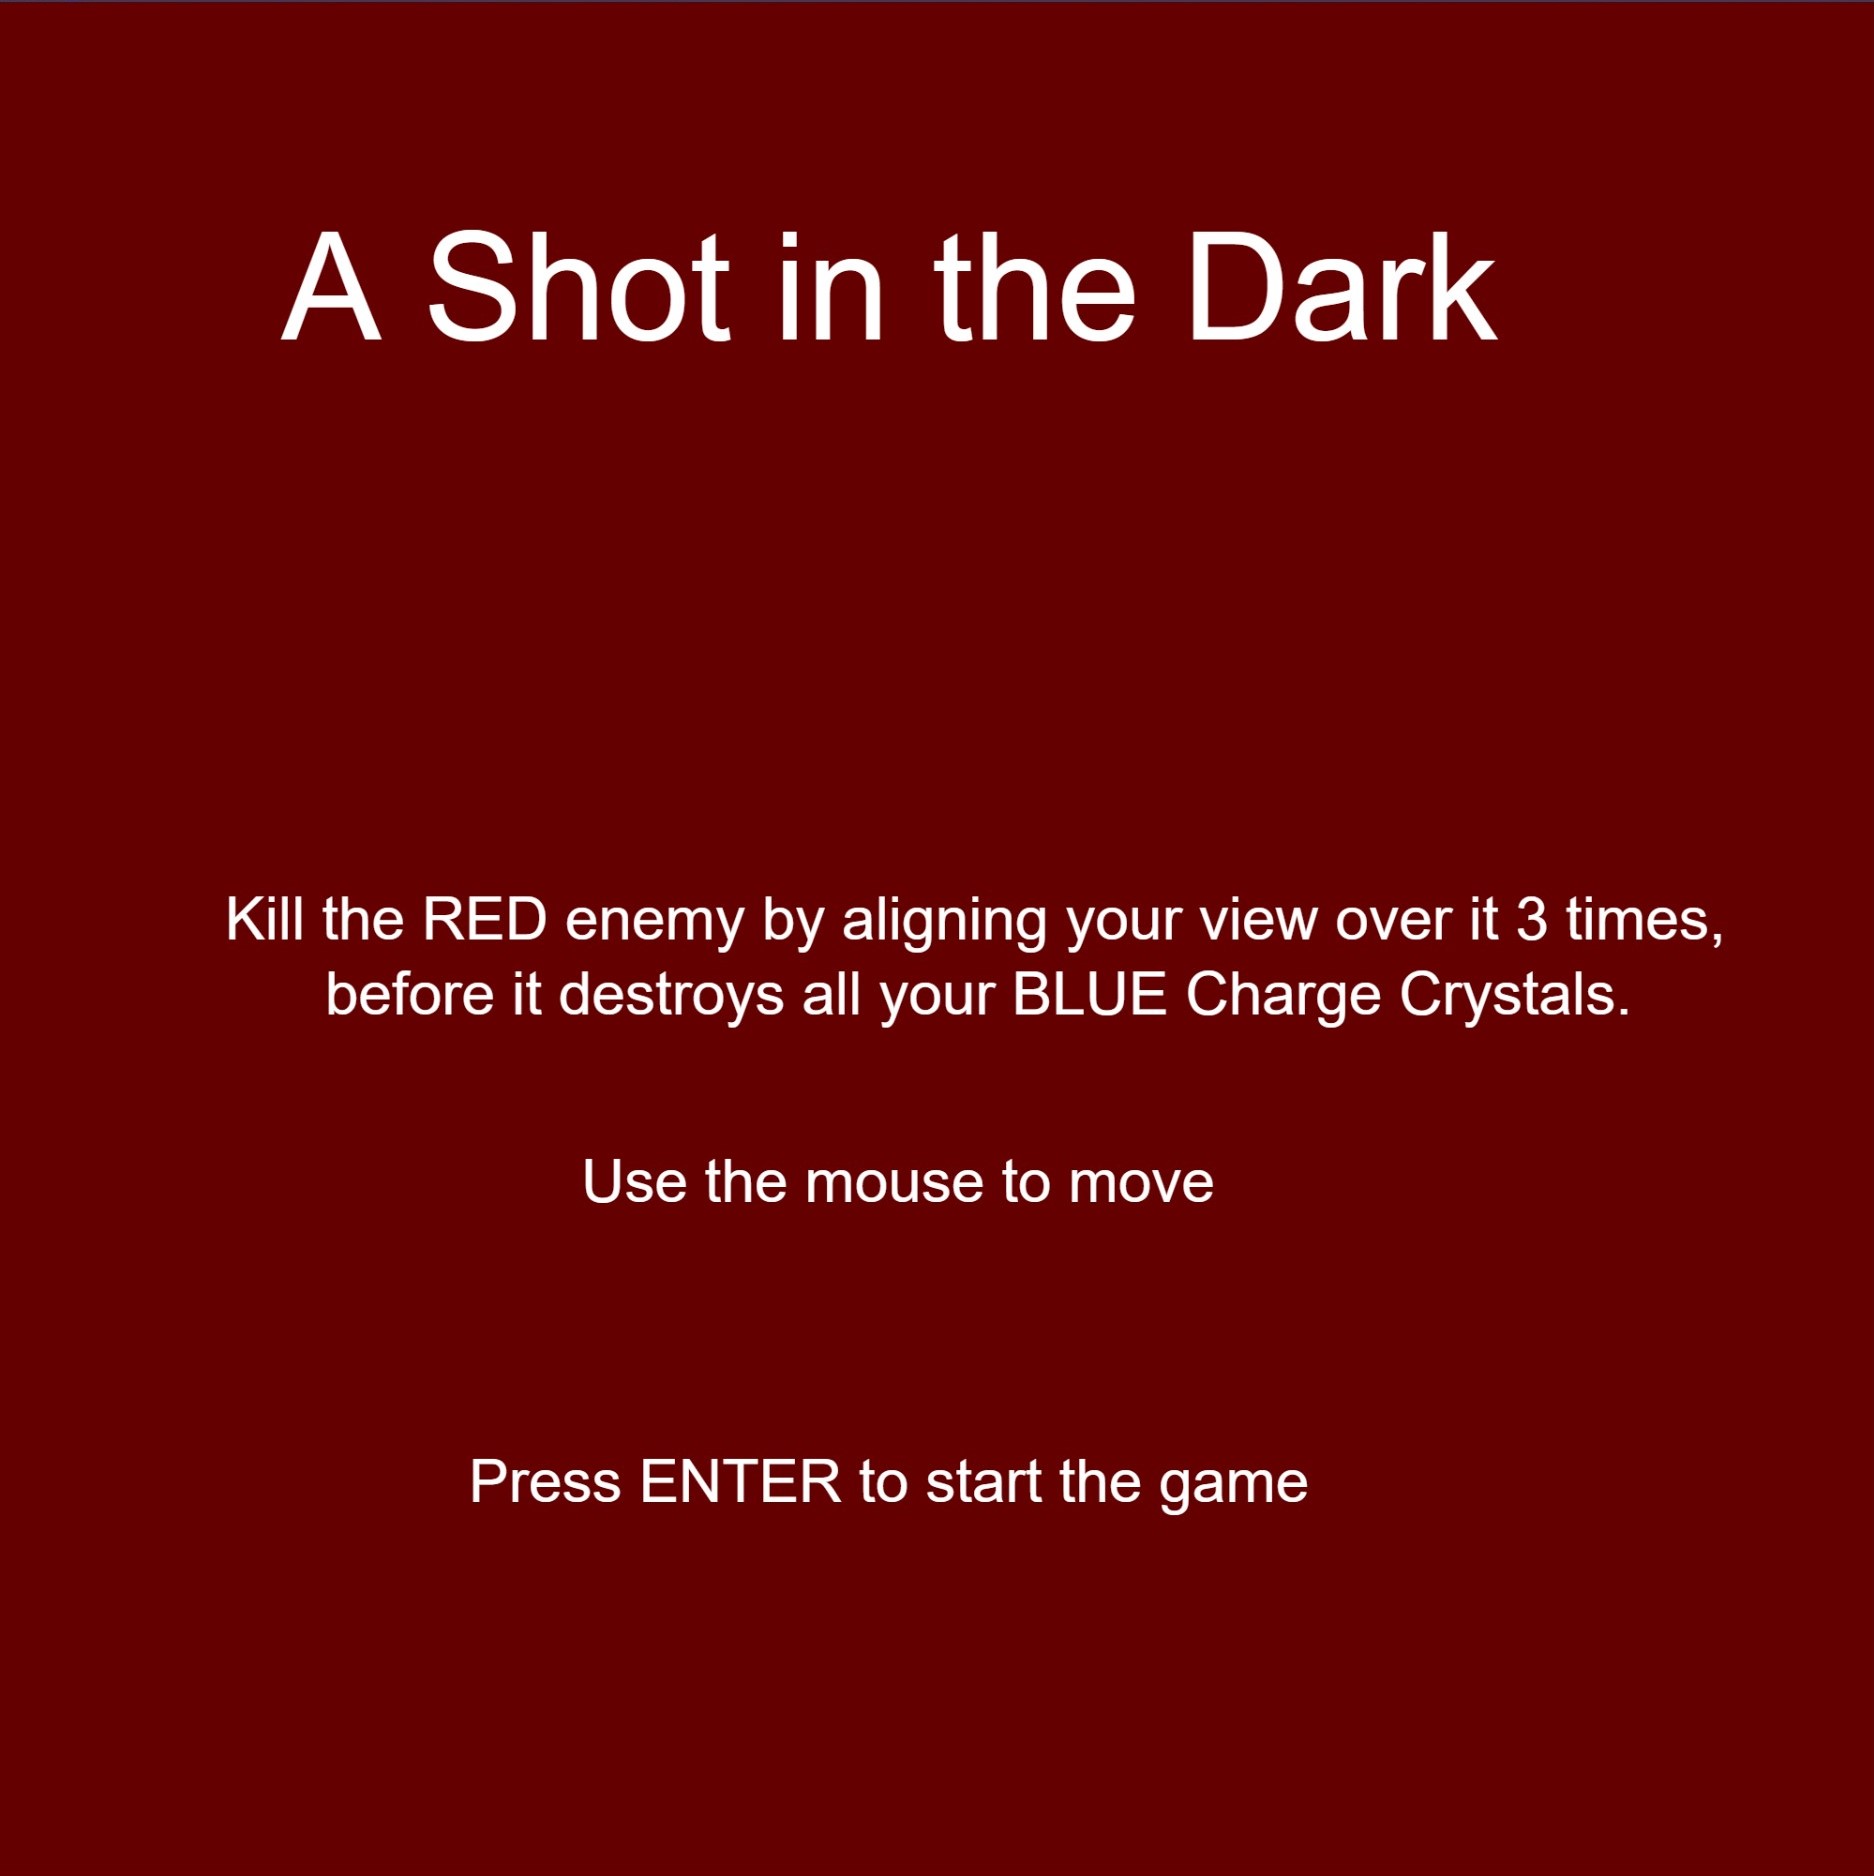 A Shot in the Dark
Kill the RED enemy by aligning your view over it 3 times,
before it destroys all your BLUE Charge Crystals.
Use the mouse to move
Press ENTER to start the game